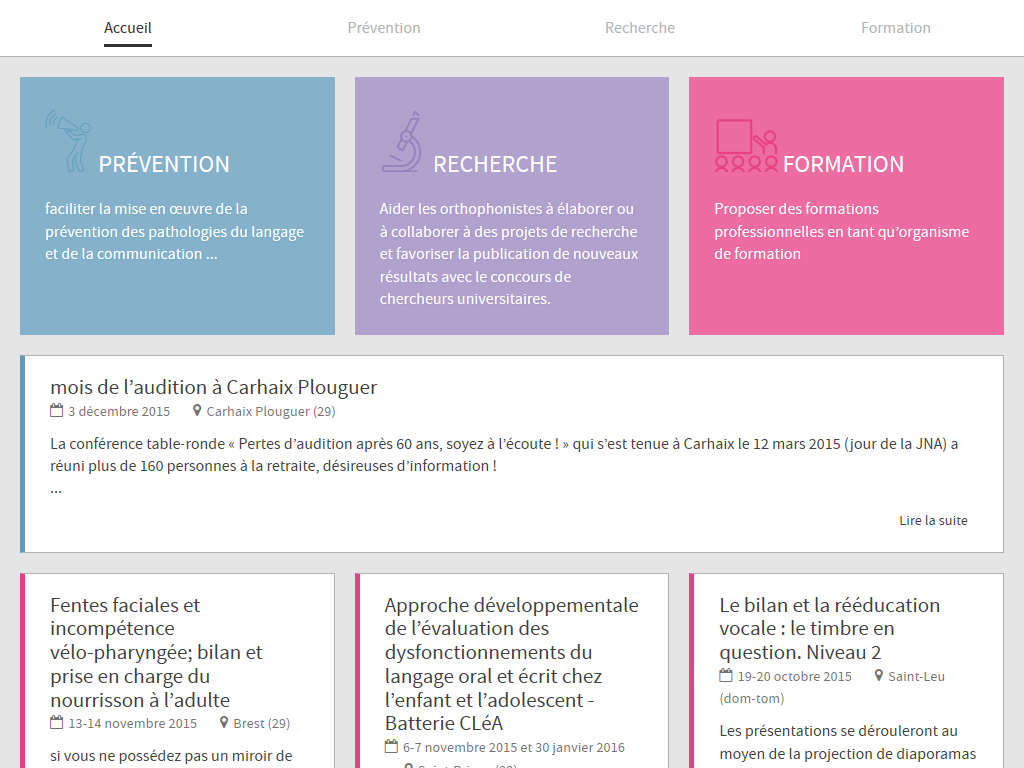 Accueil
Prévention
Recherche
Formation
PRÉVENTION
faciliter la mise en œuvre de la
prévention des pathologies du langage
et de la communication ...
RECHERCHE
Aider les orthophonistes à élaborer ou
à collaborer à des projets de recherche
et favoriser la publication de nouveaux
résultats avec le concours de
chercheurs universitaires.
FORMATION
Proposer des formations
professionnelles en tant qu’organisme
de formation
mois de l’audition à Carhaix Plouguer
3 décembre 2015 Carhaix Plouguer (29)
La conférence table-ronde « Pertes d’audition après 60 ans, soyez à l’écoute ! » qui s’est tenue à Carhaix le 12 mars 2015 (jour de la JNA) a
réuni plus de 160 personnes à la retraite, désireuses d’information !
...
Lire la suite
Fentes faciales et
incompétence
vélo-pharyngée; bilan et
prise en charge du
nourrisson à l’adulte
13-14 novembre 2015 Brest (29)
si vous ne possédez pas un miroir de
Approche développementale
de l’évaluation des
dysfonctionnements du
langage oral et écrit chez
l’enfant et l’adolescent -
Batterie CLéA
6-7 novembre 2015 et 30 janvier 2016
Le bilan et la rééducation
vocale : le timbre en
question. Niveau 2
19-20 octobre 2015 Saint-Leu
(dom-tom)
Les présentations se dérouleront au
moyen de la projection de diaporamas